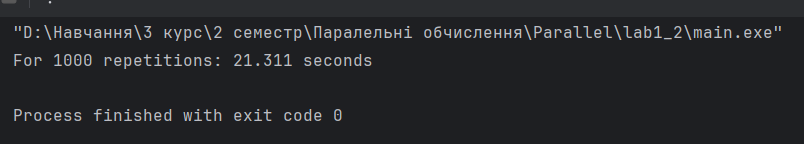 "D:\Навчання\3 курс\2 семестр\Паралельні обчислення\Parallel\lab1_2\main.exe"
For 1000 repetitions: 21.311 seconds
Process finished with exit code 0